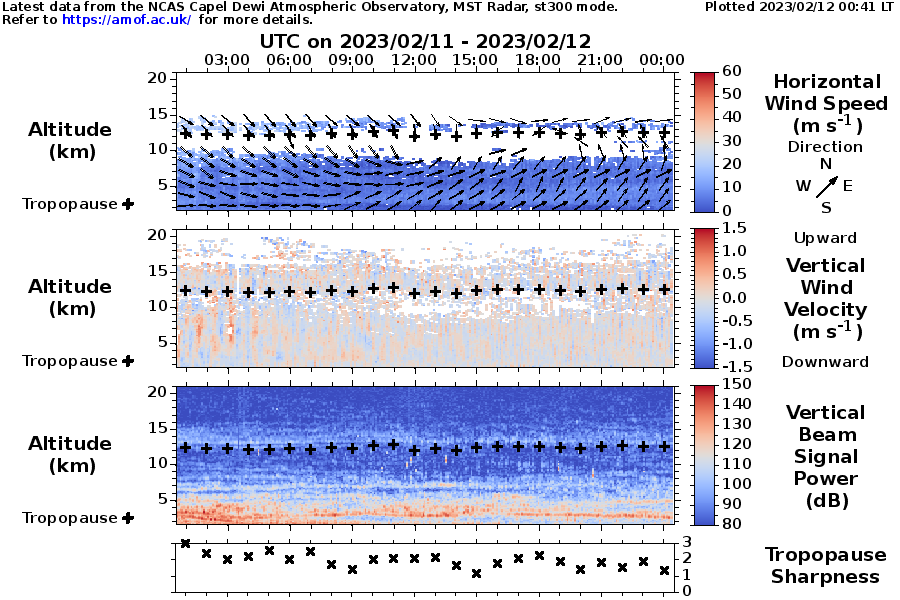 Latest data from the NCAS Capel Dewi Atmospheric Observatory, MST Radar, st300 mode.
Plotted 2023/02/12 00:41 LT
Refer to https://amof.ac.uk/ for more details.
UTC on 2023/02/11 - 2023/02/12
03:00 06:00 09:00 12:00 15:00 18:00 21:00 00:00
Altitude
(km)
20
15
10
5
Tropopause
60
50
40
30
20
10
0
Horizontal
Wind Speed
(m s-1)
Direction
N
W E
S
Altitude
(km)
20
15
10
5
Tropopause
1.5
1.0
0.5
0.0
-0.5
-1.0
-1.5
Upward
Vertical
Wind
Velocity
(m s-1)
Downward
Altitude
(km)
20
15
10
5
Tropopause
150
140
130
120
110
100
90
80
Vertical
Beam
Signal
Power
(dB)
3
2
1
0
Tropopause
Sharpness